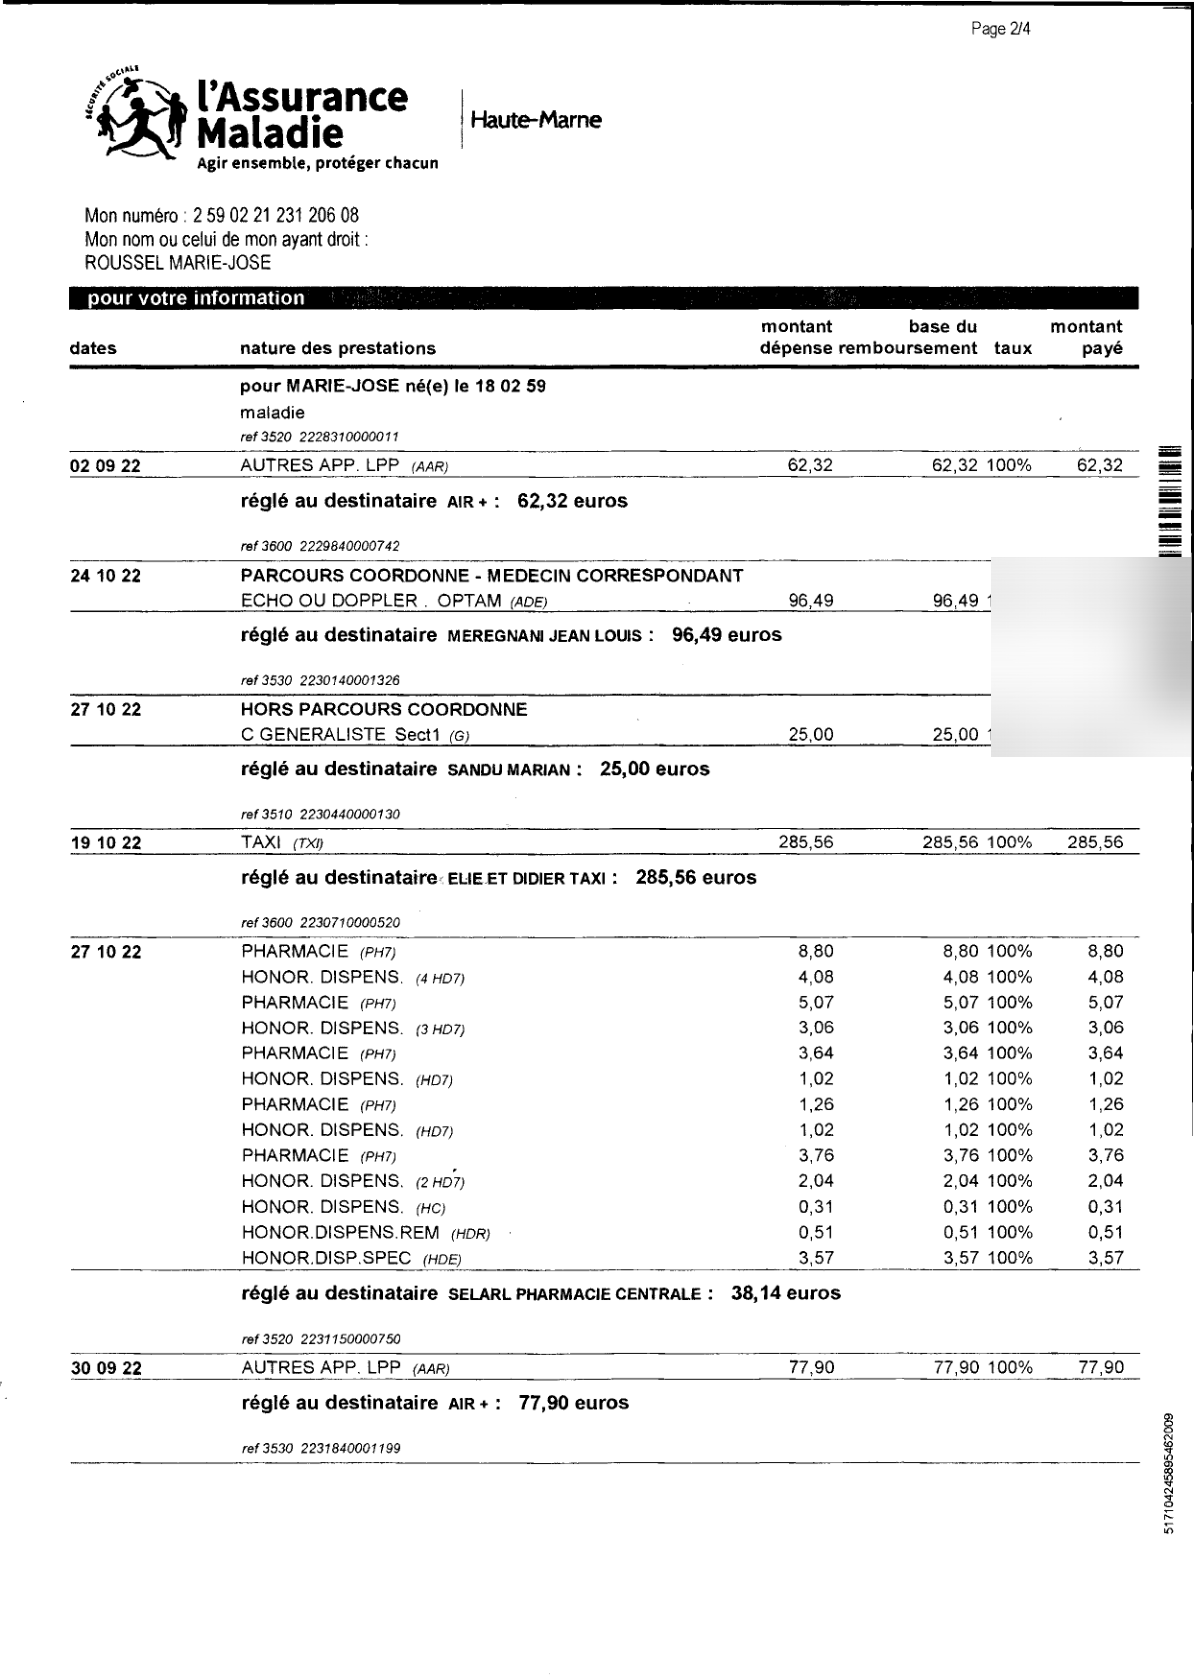 Page 2/4
SÉCURITÉ SOCIALE
l'Assurance
Maladie
Agir ensemble, protéger chacun
Haute-Marne
Mon numéro : 2 59 02 21 231 206 08
Mon nom ou celui de mon ayant droit :
ROUSSEL MARIE-JOSE
pour votre information
montant base du montant
dates nature des prestations dépense remboursement taux payé
pour MARIE-JOSE né(e) le 18 02 59
maladie
ref 3520 2228310000011
02 09 22 AUTRES APP. LPP (AAR) 62,32 62,32 100% 62,32
réglé au destinataire AIR + : 62,32 euros
ref 3600 2229840000742
24 10 22 PARCOURS COORDONNE - MEDECIN CORRESPONDANT
ECHO OU DOPPLER . OPTAM (ADE) 96,49 96,49
réglé au destinataire MEREGNANI JEAN LOUIS : 96,49 euros
ref 3530 2230140001326
27 10 22 HORS PARCOURS COORDONNE
C GENERALISTE Sect1 (G) 25,00 25,00
réglé au destinataire SANDU MARIAN : 25,00 euros
ref 3510 2230440000130
19 10 22 TAXI (TXI) 285,56 285,56 100% 285,56
réglé au destinataire ELIE ET DIDIER TAXI : 285,56 euros
ref 3600 2230710000520
27 10 22 PHARMACIE (PH7) 8,80 8,80 100% 8,80
HONOR. DISPENS. (4 HD7) 4,08 4,08 100% 4,08
PHARMACIE (PH7) 5,07 5,07 100% 5,07
HONOR. DISPENS. (3 HD7) 3,06 3,06 100% 3,06
PHARMACIE (PH7) 3,64 3,64 100% 3,64
HONOR. DISPENS. (HD7) 1,02 1,02 100% 1,02
PHARMACIE (PH7) 1,26 1,26 100% 1,26
HONOR. DISPENS. (HD7) 1,02 1,02 100% 1,02
PHARMACIE (PH7) 3,76 3,76 100% 3,76
HONOR. DISPENS. (2 HD7) 2,04 2,04 100% 2,04
HONOR. DISPENS. (HC) 0,31 0,31 100% 0,31
HONOR.DISPENS.REM (HDR) 0,51 0,51 100% 0,51
HONOR.DISP.SPEC (HDE) 3,57 3,57 100% 3,57
réglé au destinataire SELARL PHARMACIE CENTRALE : 38,14 euros
ref 3520 2231150000750
30 09 22 AUTRES APP. LPP (AAR) 77,90 77,90 100% 77,90
réglé au destinataire AIR + : 77,90 euros
ref 3530 2231840001199
517104245895462009